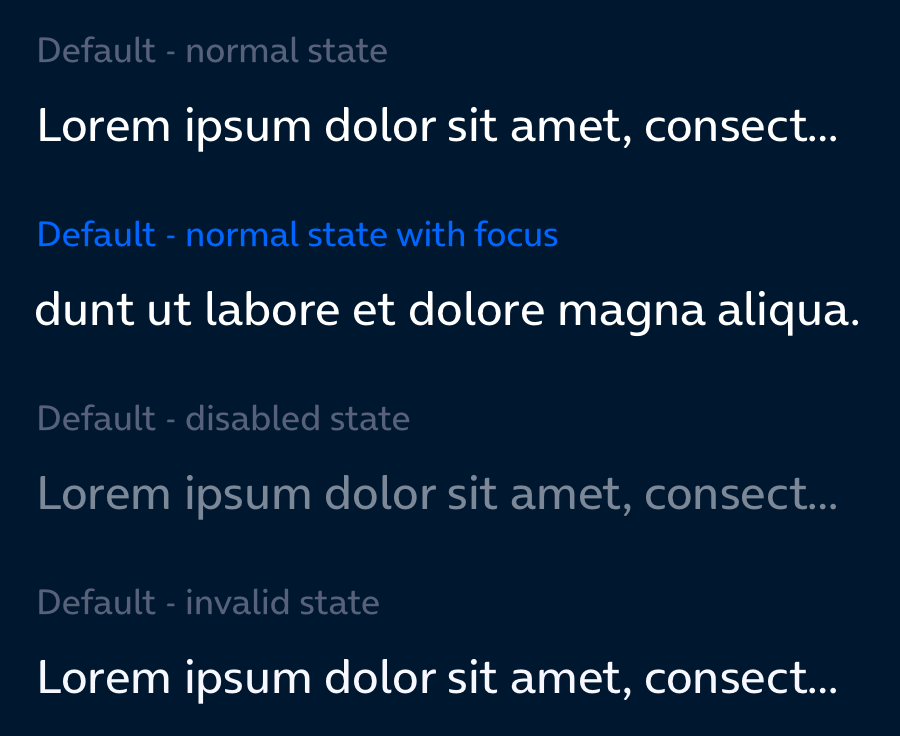 Default - normal state
Lorem ipsum dolor sit amet, consect...
Default - normal state with focus
dunt ut labore et dolore magna aliqua.
Default - disabled state
Lorem ipsum dolor sit amet, consect...
Default - invalid state
Lorem ipsum dolor sit amet, consect...